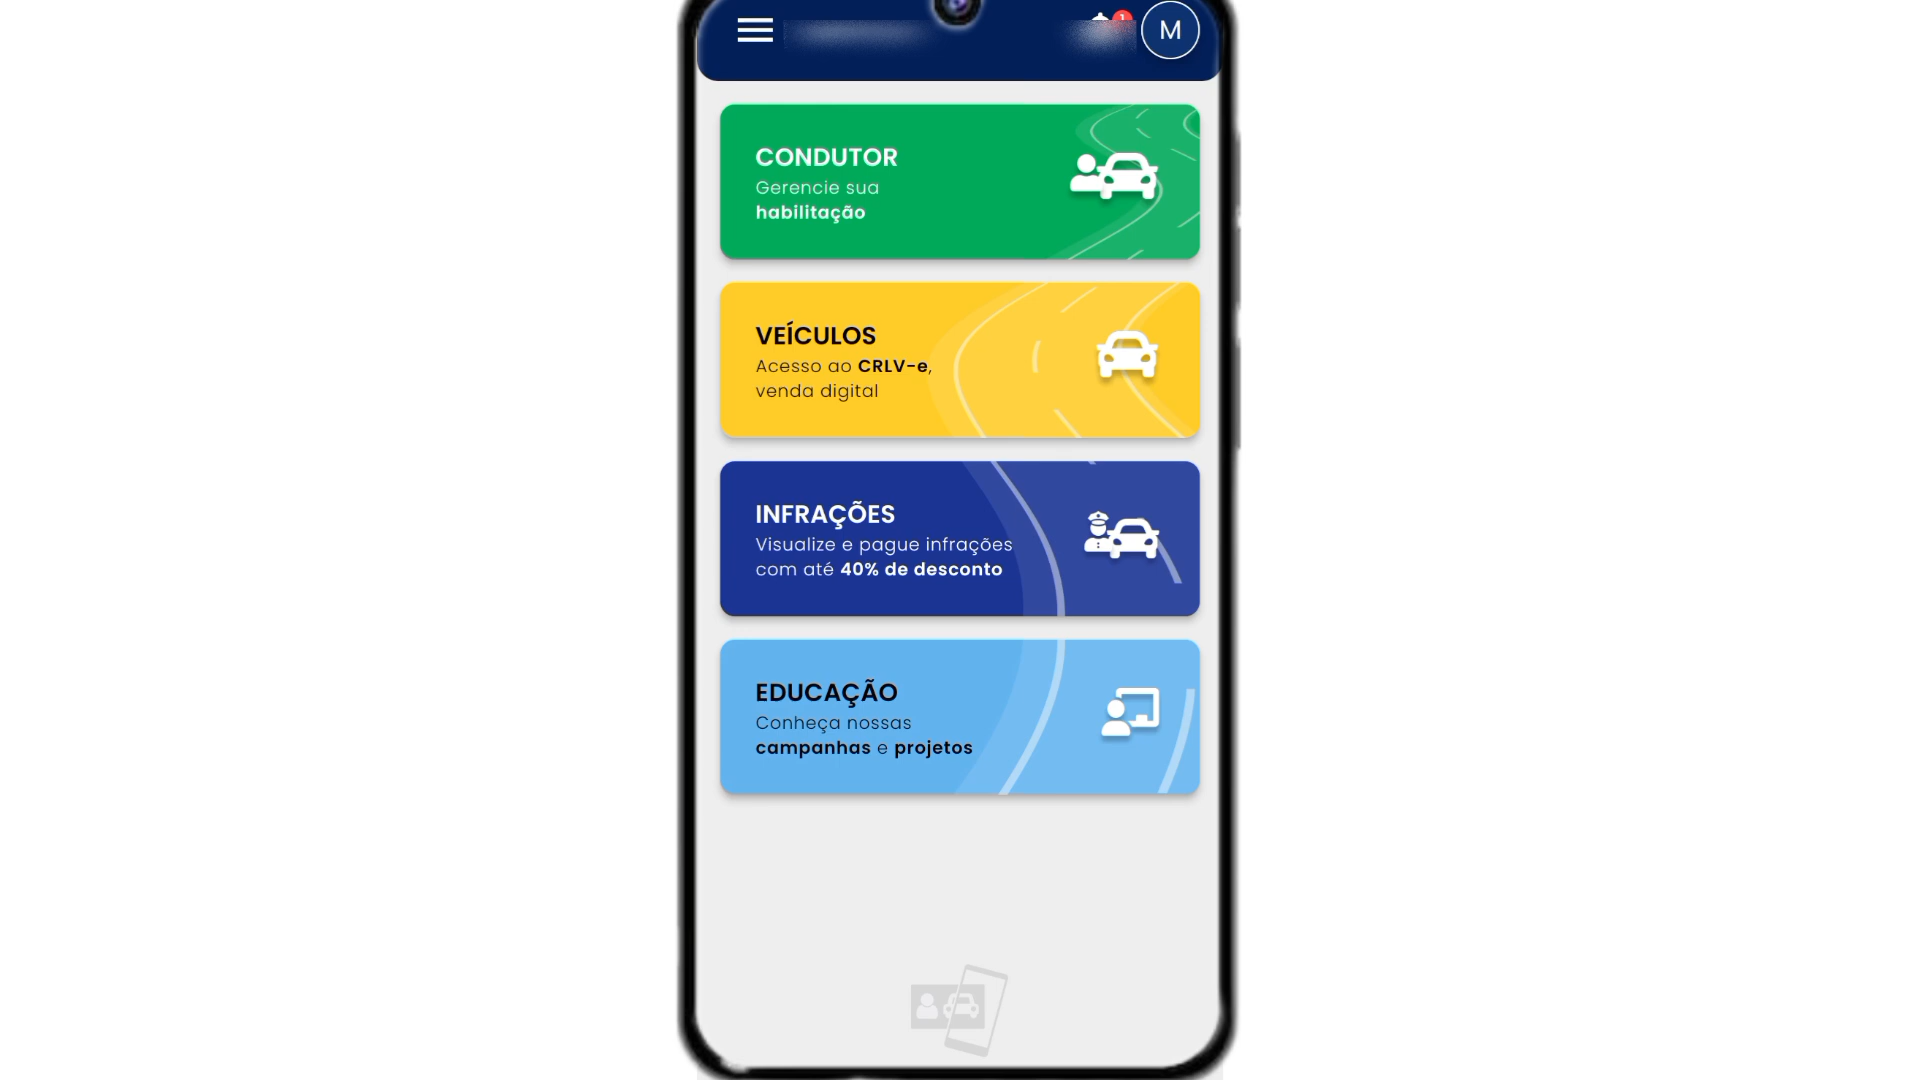 1
M
CONDUTOR
Gerencie sua
habilitação
VEÍCULOS
Acesso ao CRLV-e,
venda digital
INFRAÇÕES
Visualize e pague infrações
com até 40% de desconto
EDUCAÇÃO
Conheça nossas
campanhas e projetos